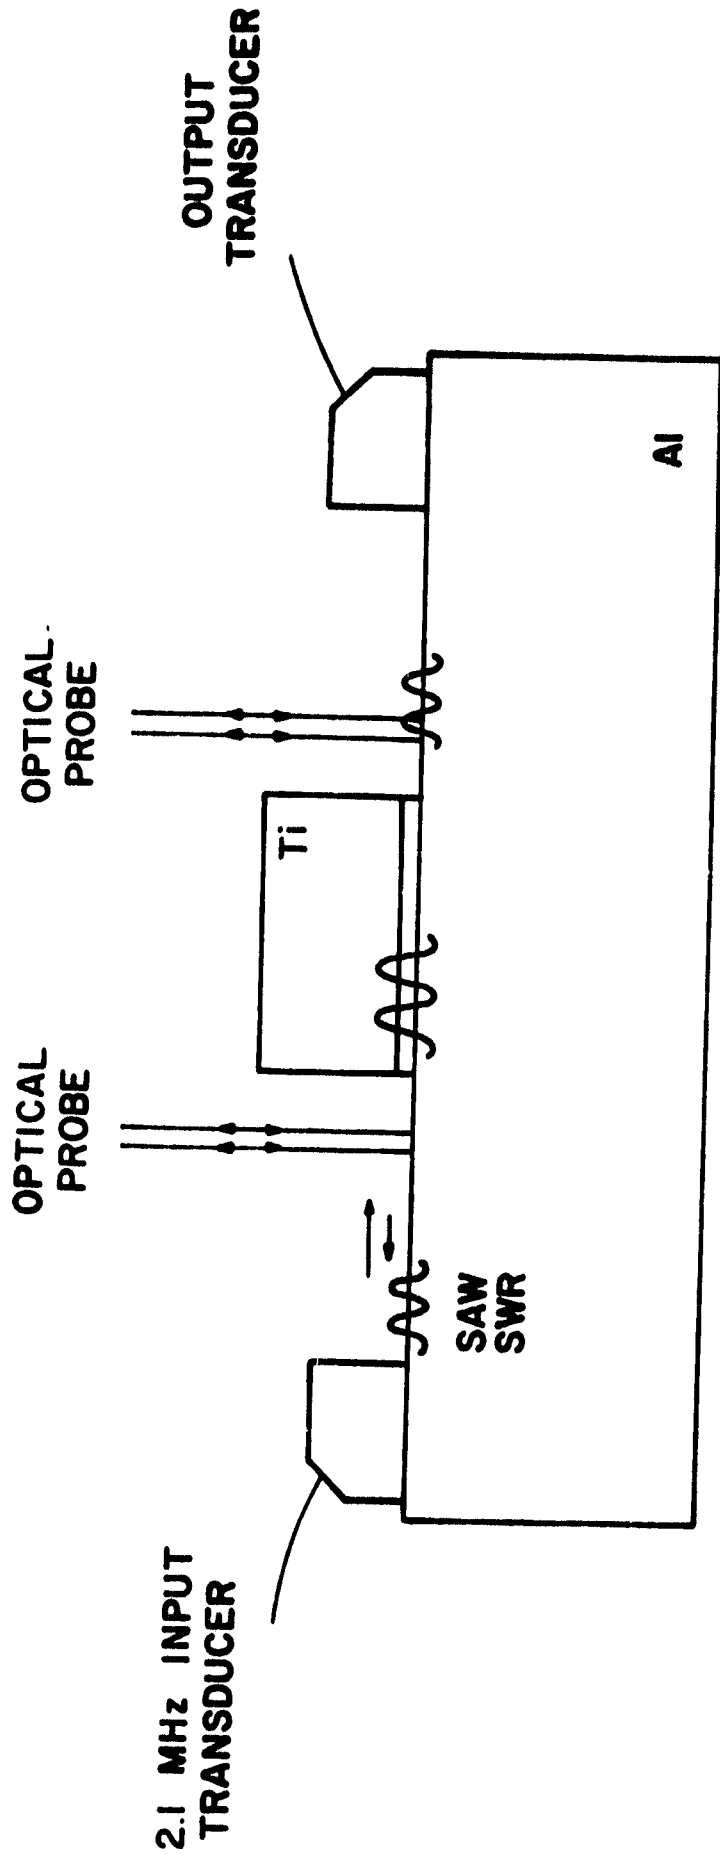 2.1 MHz INPUT
TRANSDUCER
OPTICAL
PROBE
OPTICAL
PROBE
OUTPUT
TRANSDUCER
Ti
SAW
SWR
Al